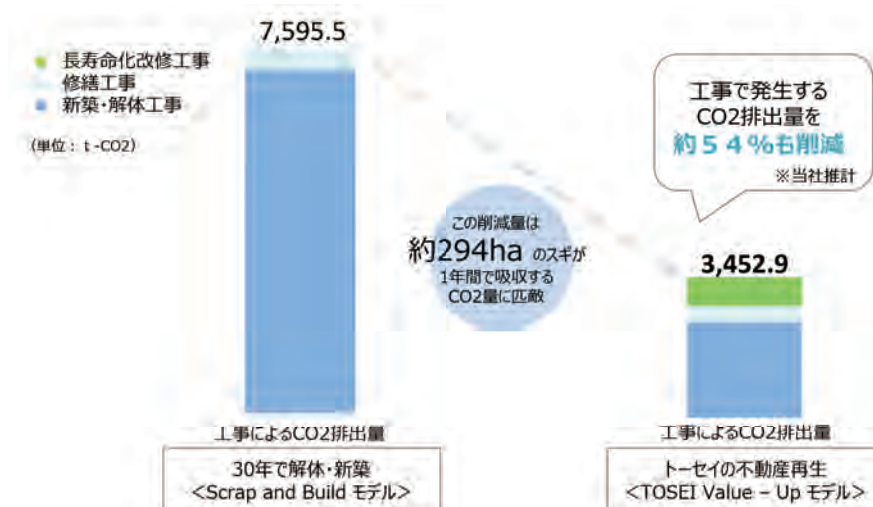 7,595.5
長寿命化改修工事
修繕工事
新築・解体工事
(単位：ｔ-CO2)
工事で発生する
CO2排出量を
約５４%も削減
※当社推計
この削減量は
約294ha のスギが
1年間で吸収する
CO2量に匹敵
3,452.9
工事によるCO2排出量
30年で解体・新築
<Scrap and Build モデル>
工事によるCO2排出量
トーセイの不動産再生
<TOSEI Value – Up モデル>